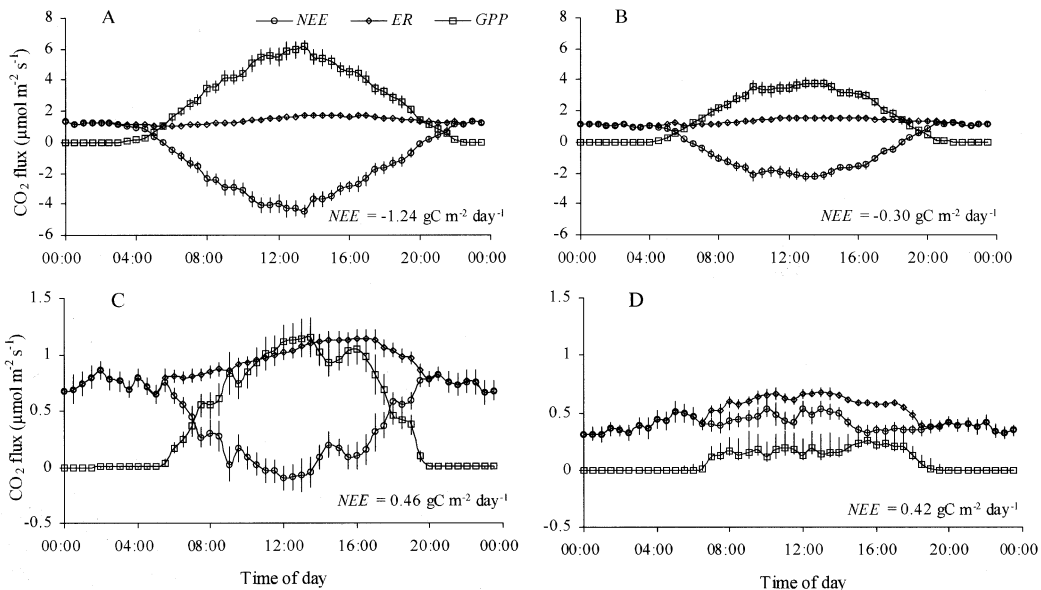 A
NEE ER GPP
CO2 flux (µmol m-2 s-1)
8
6
4
2
0
-2
-4
-6
NEE = -1.24 gC m-2 day-1
00:00 04:00 08:00 12:00 16:00 20:00 00:00
B
8
6
4
2
0
-2
-4
-6
NEE = -0.30 gC m-2 day-1
00:00 04:00 08:00 12:00 16:00 20:00 00:00
C
CO2 flux (µmol m-2 s-1)
1.5
1
0.5
0
-0.5
NEE = 0.46 gC m-2 day-1
00:00 04:00 08:00 12:00 16:00 20:00 00:00
Time of day
D
1.5
1
0.5
0
-0.5
NEE = 0.42 gC m-2 day-1
00:00 04:00 08:00 12:00 16:00 20:00 00:00
Time of day